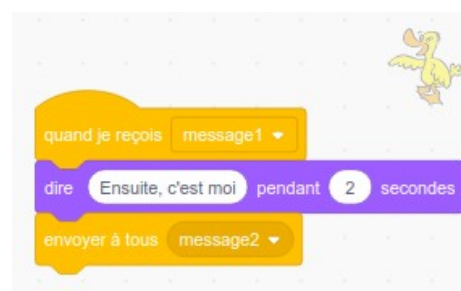 quand je reçois message1
dire Ensuite, c'est moi pendant 2 secondes
envoyer à tous message2